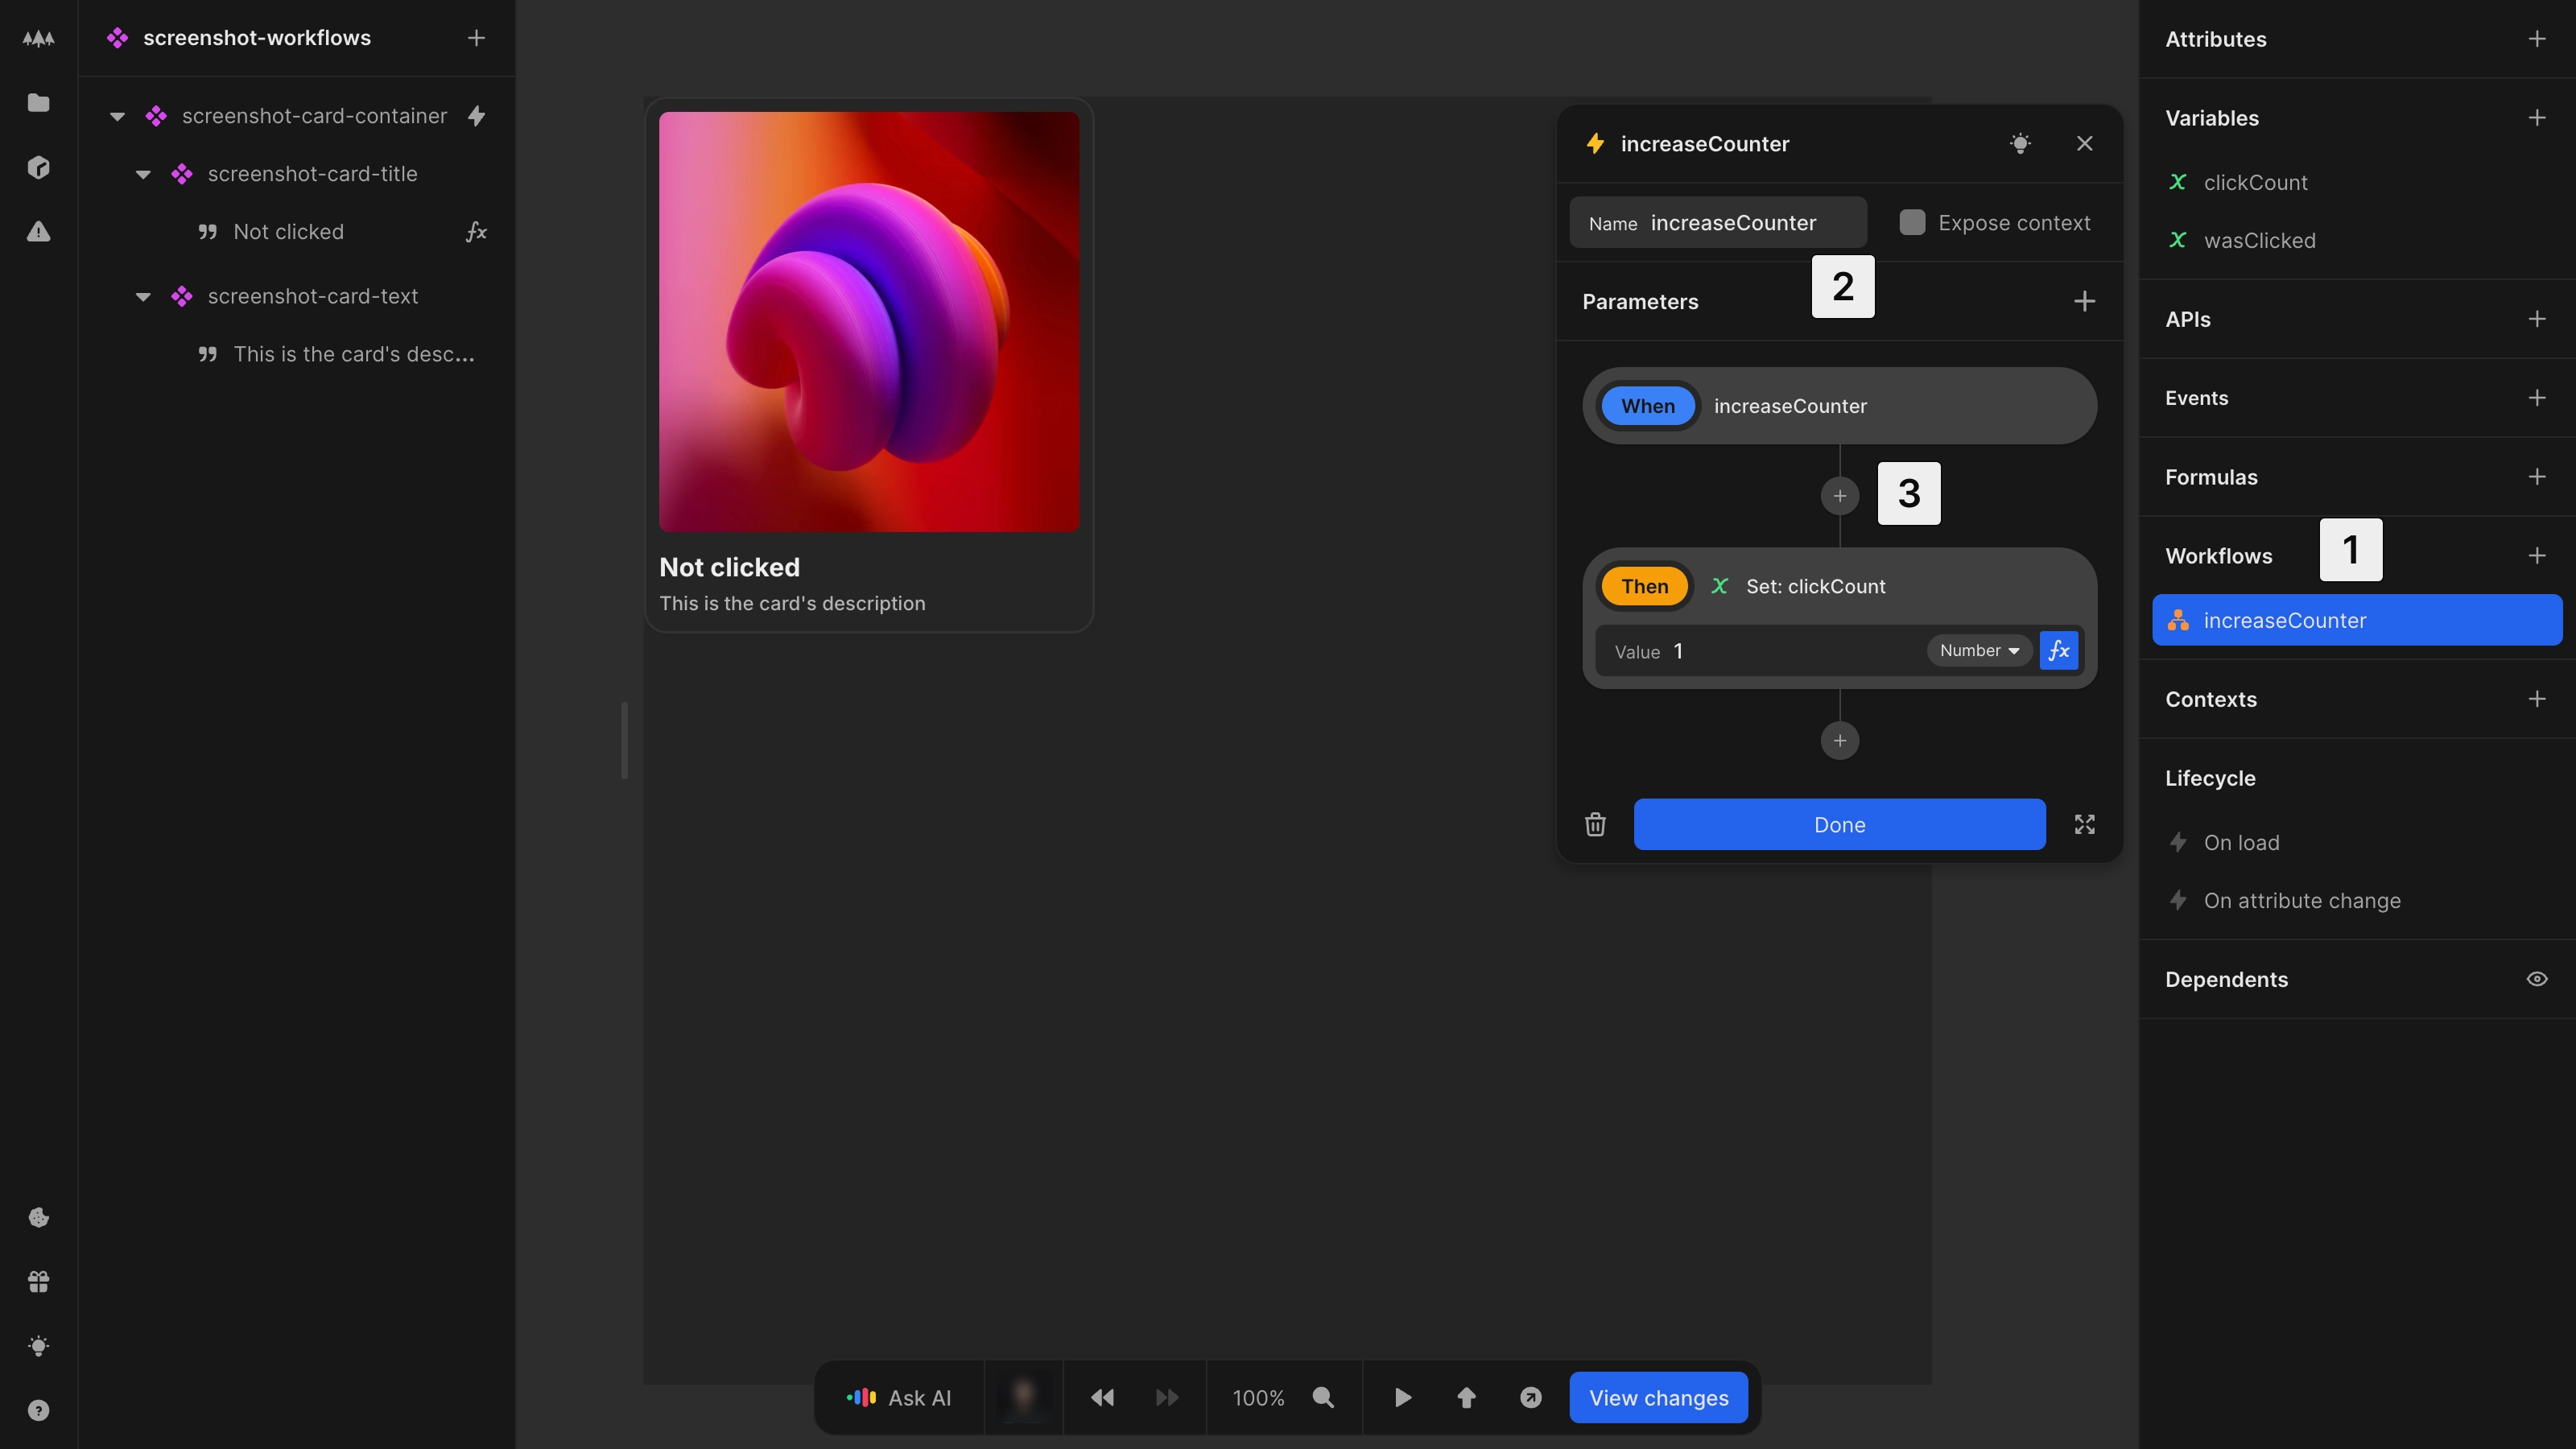 screenshot-workflows
screenshot-card-container
screenshot-card-title
Not clicked
fx
screenshot-card-text
This is the card's desc...
Not clicked
This is the card's description
increaseCounter
Name increaseCounter
Expose context
2
Parameters
When increaseCounter
3
Then Set: clickCount
Value 1 Number fx
Done
Attributes
Variables
clickCount
wasClicked
APIs
Events
Formulas
Workflows
1
increaseCounter
Contexts
Lifecycle
On load
On attribute change
Dependents
Ask AI
100%
View changes